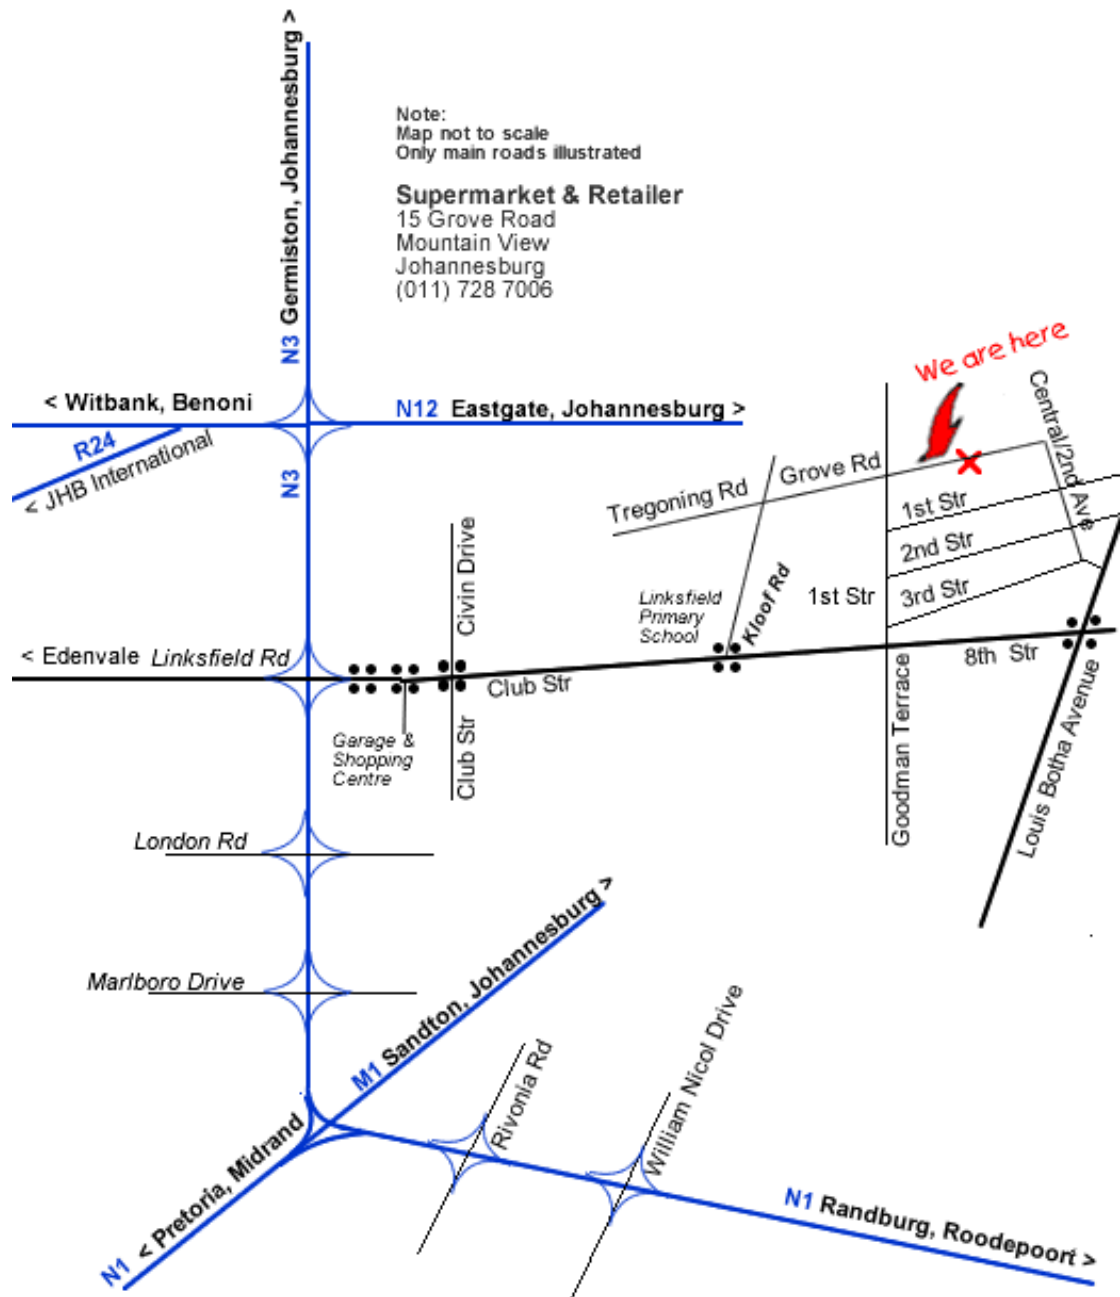 N3 Germiston, Johannesburg >
Note:
Map not to scale
Only main roads illustrated
Supermarket & Retailer
15 Grove Road
Mountain View
Johannesburg
(011) 728 7006
We are here
< Witbank, Benoni
N12 Eastgate, Johannesburg >
R24
< JHB International
N3
Central/2nd Ave
Grove Rd
Tregoning Rd
1st Str
2nd Str
3rd Str
1st Str
Civin Drive
Linksfield
Primary
School
Kloof Rd
< Edenvale Linksfield Rd
Club Str
8th Str
Garage &
Shopping
Centre
Club Str
Goodman Terrace
Louis Botha Avenue
London Rd
Marlboro Drive
M1 Sandton, Johannesburg >
Rivonia Rd
William Nicol Drive
N1 < Pretoria, Midrand
N1 Randburg, Roodepoort >